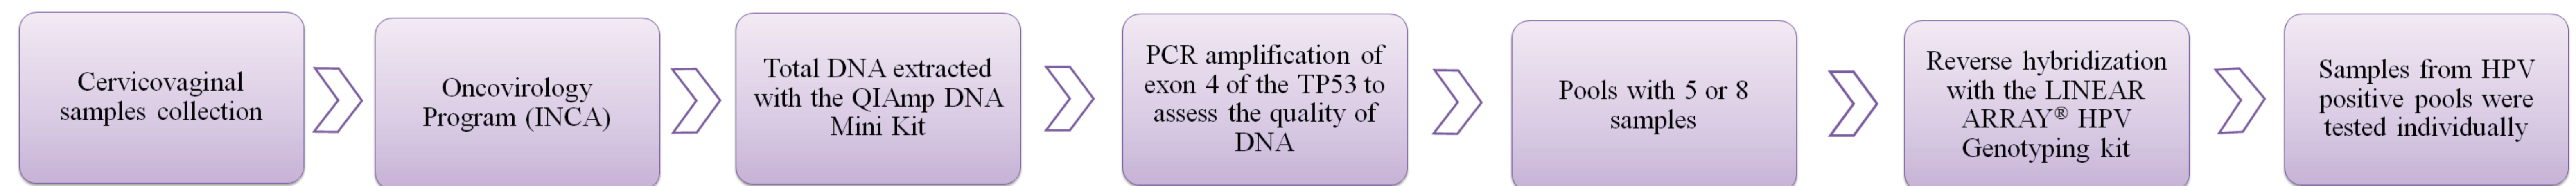 Cervicovaginal
samples collection
Oncovirology
Program (INCA)
Total DNA extracted
with the QIAmp DNA
Mini Kit
PCR amplification of
exon 4 of the TP53 to
assess the quality of
DNA
Pools with 5 or 8
samples
Reverse hybridization
with the LINEAR
ARRAY® HPV
Genotyping kit
Samples from HPV
positive pools were
tested individually